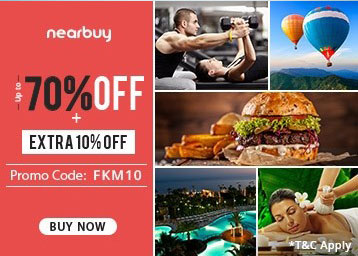 nearbuy
Up to
70%OFF
+
EXTRA 10% OFF
Promo Code: FKM10
BUY NOW
*T&C Apply